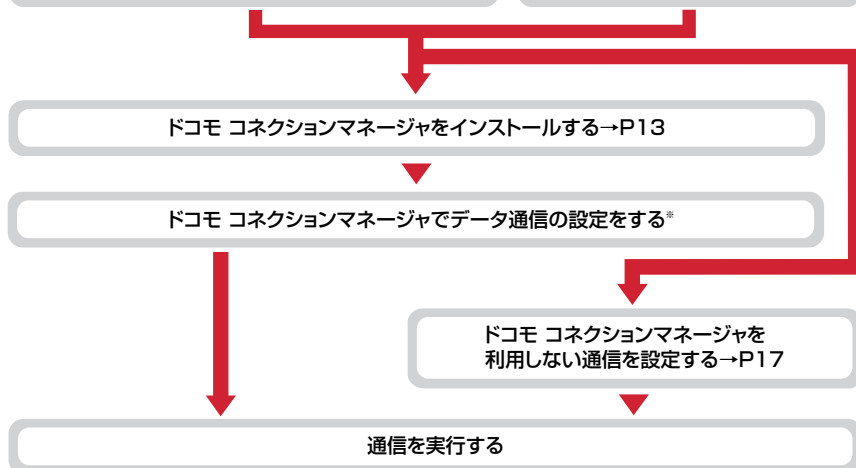 ドコモ コネクションマネージャをインストールする→P13
ドコモ コネクションマネージャでデータ通信の設定をする※
ドコモ コネクションマネージャを
利用しない通信を設定する→P17
通信を実行する